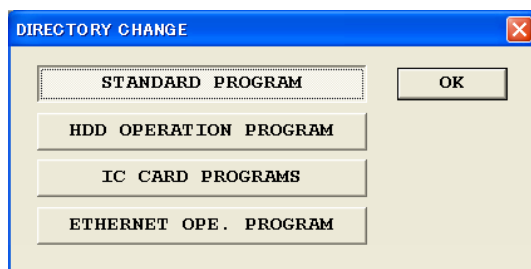 DIRECTORY CHANGE
STANDARD PROGRAM
OK
HDD OPERATION PROGRAM
IC CARD PROGRAMS
ETHERNET OPE. PROGRAM